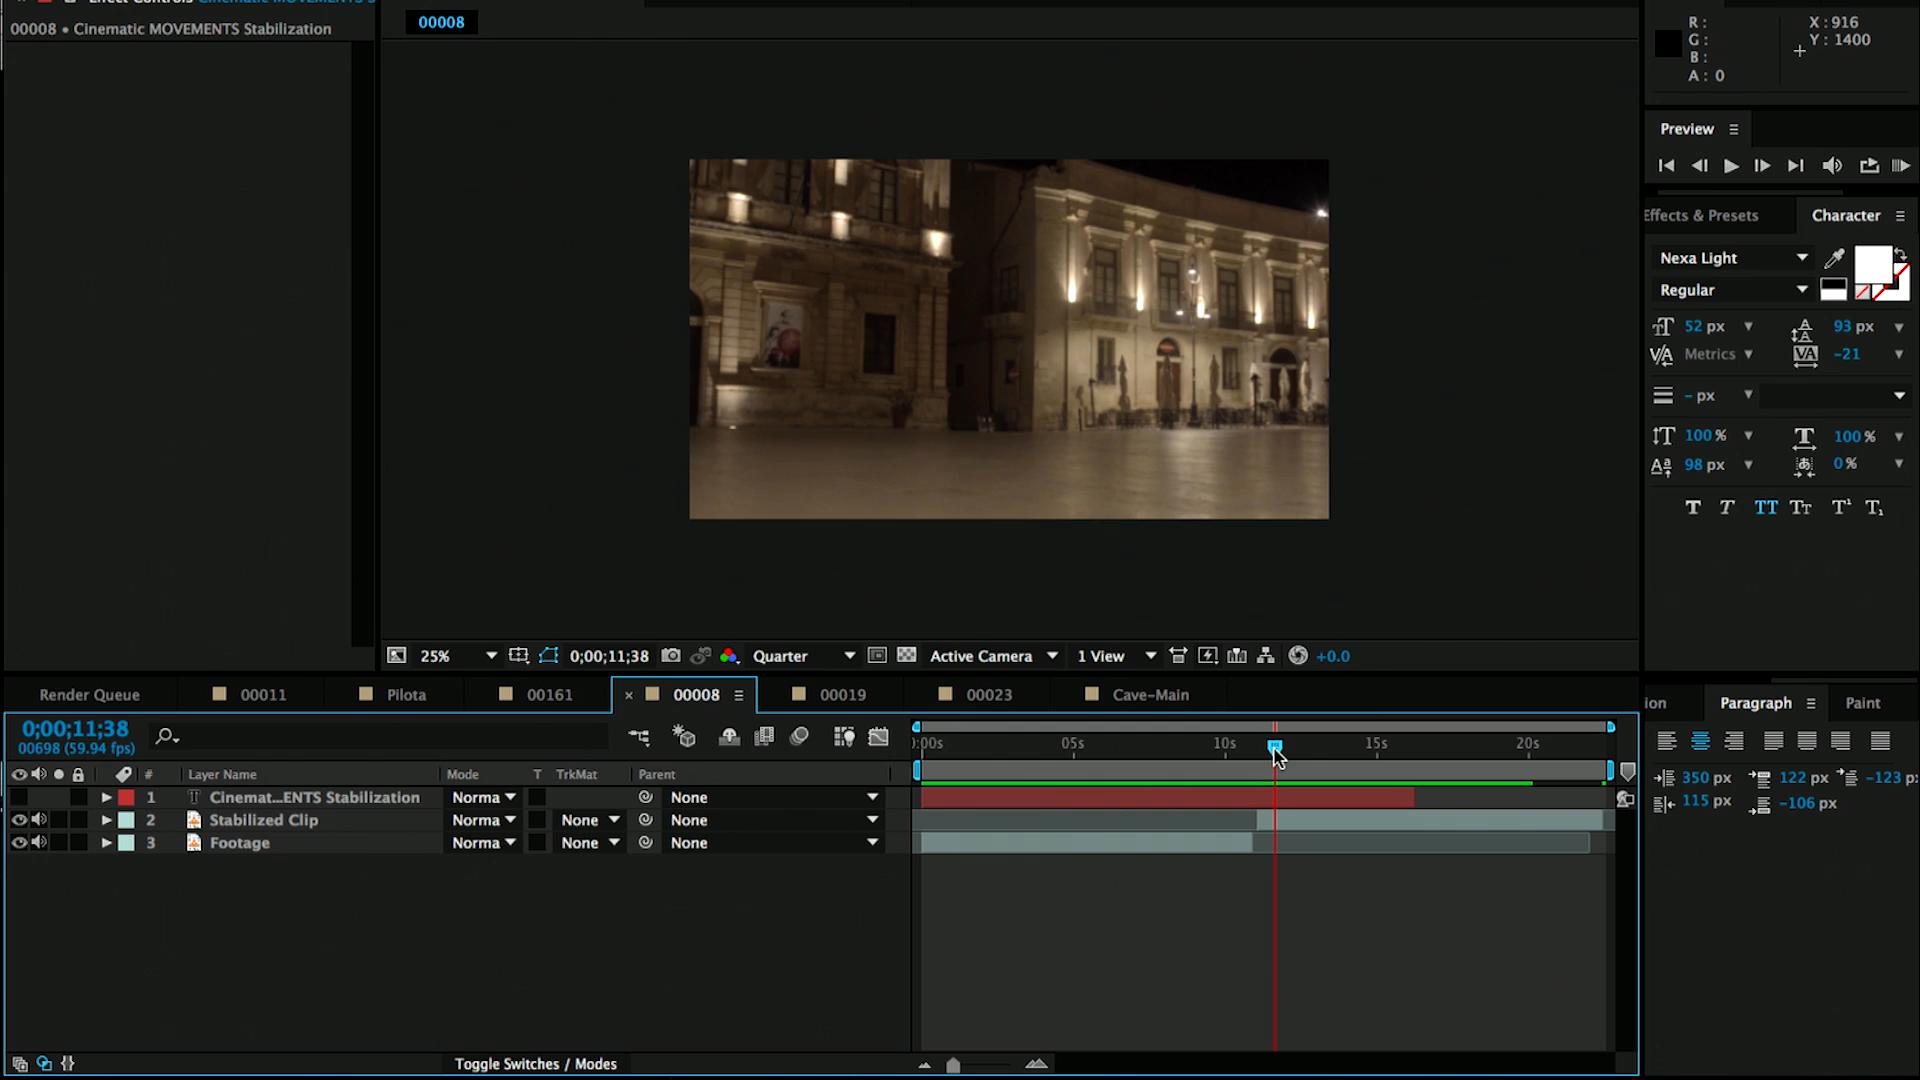 Effect Controls Cinematic MOVEMENTS S
00008 • Cinematic MOVEMENTS Stabilization
00008
R :
G :
B :
A : 0
X : 916
Y : 1400
Preview
Effects & Presets
Character
Nexa Light
Regular
52 px
93 px
Metrics
-21
- px
100 %
100 %
98 px
0 %
25%
0;00;11;38
Quarter
Active Camera
1 View
+0.0
Render Queue
00011
Pilota
00161
00008
00019
00023
Cave-Main
ion
Paragraph
Paint
0;00;11;38
00698 (59.94 fps)
):00s
05s
10s
15s
20s
# Layer Name Mode T TrkMat Parent
1 Cinemat...ENTS Stabilization Norma None
2 Stabilized Clip Norma None None
3 Footage Norma None None
350 px
122 px
-123 p
115 px
-106 px
Toggle Switches / Modes